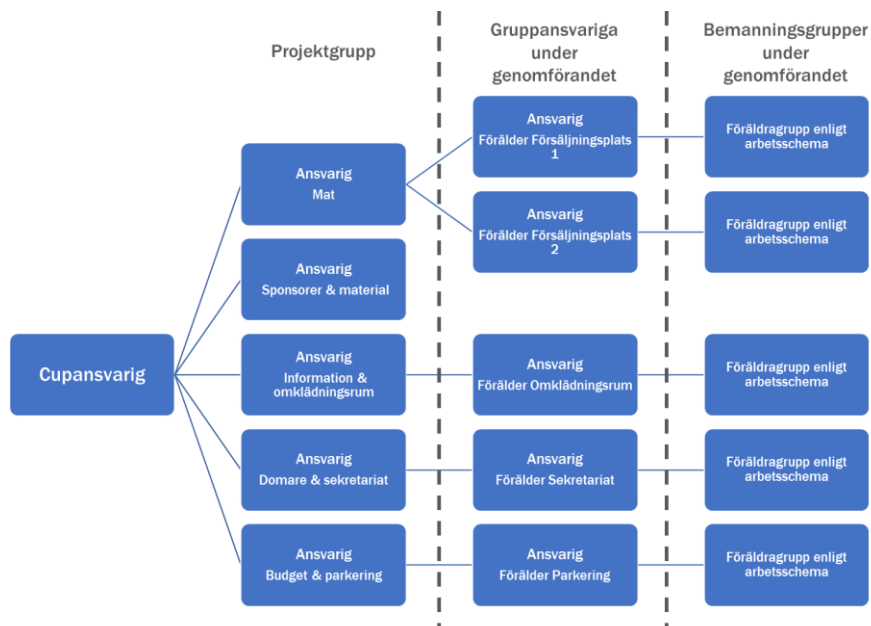 Projektgrupp
Gruppansvariga
under
genomförandet
Bemanningsgrupper
under
genomförandet
Cupansvarig
Ansvarig
Mat
Ansvarig
Förälder Försäljningsplats
1
Föräldragrupp enligt
arbetsschema
Ansvarig
Förälder Försäljningsplats
2
Föräldragrupp enligt
arbetsschema
Ansvarig
Sponsorer & material
Ansvarig
Information &
omklädningsrum
Ansvarig
Förälder Omklädningsrum
Föräldragrupp enligt
arbetsschema
Ansvarig
Domare & sekretariat
Ansvarig
Förälder Sekretariat
Föräldragrupp enligt
arbetsschema
Ansvarig
Budget & parkering
Ansvarig
Förälder Parkering
Föräldragrupp enligt
arbetsschema